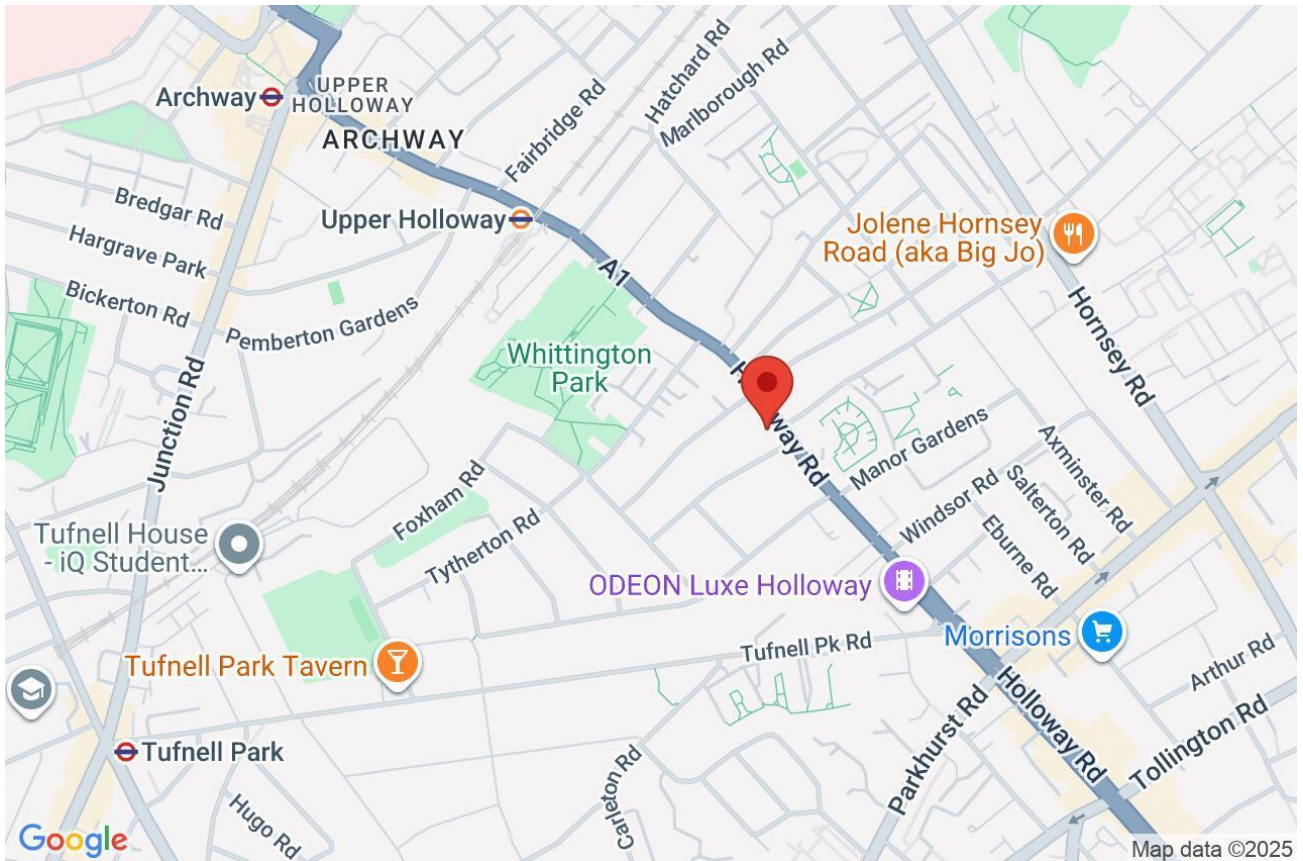 Archway
UPPER
HOLLOWAY
ARCHWAY
Fairbridge Rd
Hatchard Rd
Marlborough Rd
Bredgar Rd
Hargrave Park
Bickerton Rd
Pemberton Gardens
Upper Holloway
A1
Jolene Hornsey
Road (aka Big Jo)
Hornsey Rd
Whittington
Park
Junction Rd
way Rd
Manor Gardens
Axminster Rd
Salterton Rd
Windsor Rd
Eburne Rd
Foxham Rd
Tytherton Rd
Tufnell House
- iQ Student...
ODEON Luxe Holloway
Morrisons
Tufnell Pk Rd
Tufnell Park Tavern
Arthur Rd
Holloway Rd
Tollington Rd
Parkhurst Rd
Carleton Rd
Tufnell Park
Hugo Rd
Google
Map data ©2025